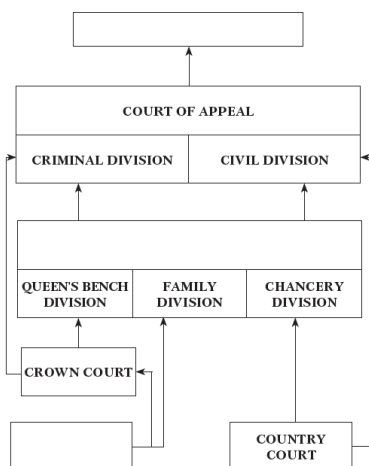 COURT OF APPEAL
CRIMINAL DIVISION
CIVIL DIVISION
QUEEN'S BENCH
DIVISION
FAMILY
DIVISION
CHANCERY
DIVISION
CROWN COURT
COUNTRY
COURT